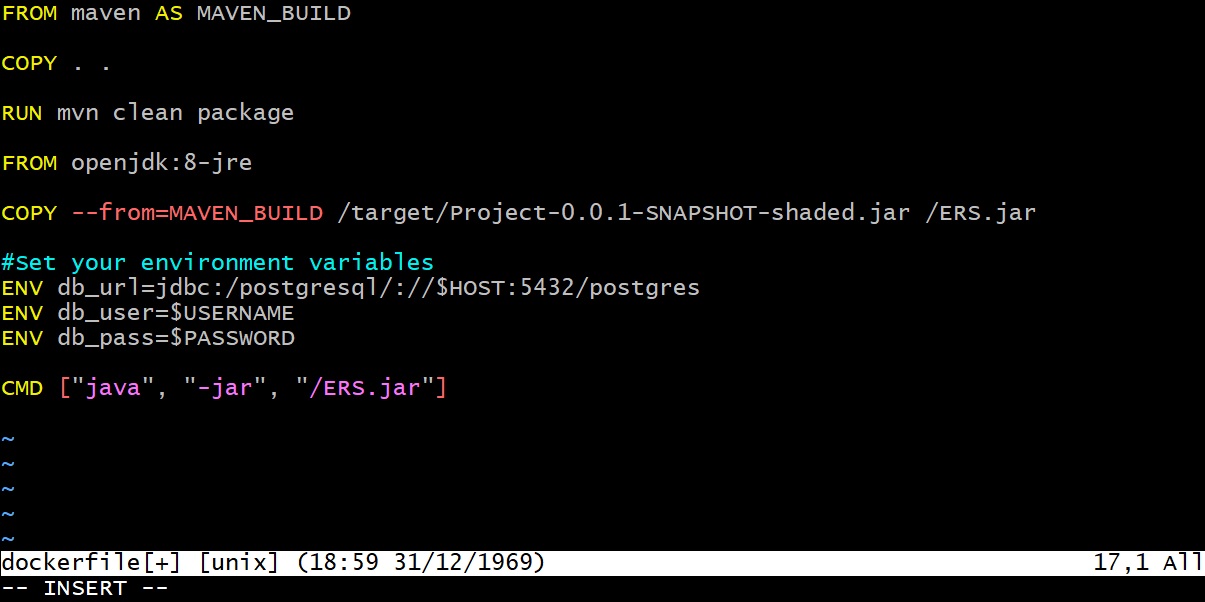 FROM maven AS MAVEN_BUILD
COPY . .
RUN mvn clean package
FROM openjdk:8-jre
COPY --from=MAVEN_BUILD /target/Project-0.0.1-SNAPSHOT-shaded.jar /ERS.jar
#Set your environment variables
ENV db_url=jdbc:/postgresql/://$HOST:5432/postgres
ENV db_user=$USERNAME
ENV db_pass=$PASSWORD
CMD ["java", "-jar", "/ERS.jar"]
~
~
~
~
~
dockerfile[+] [unix] (18:59 31/12/1969) 17,1 All
-- INSERT --